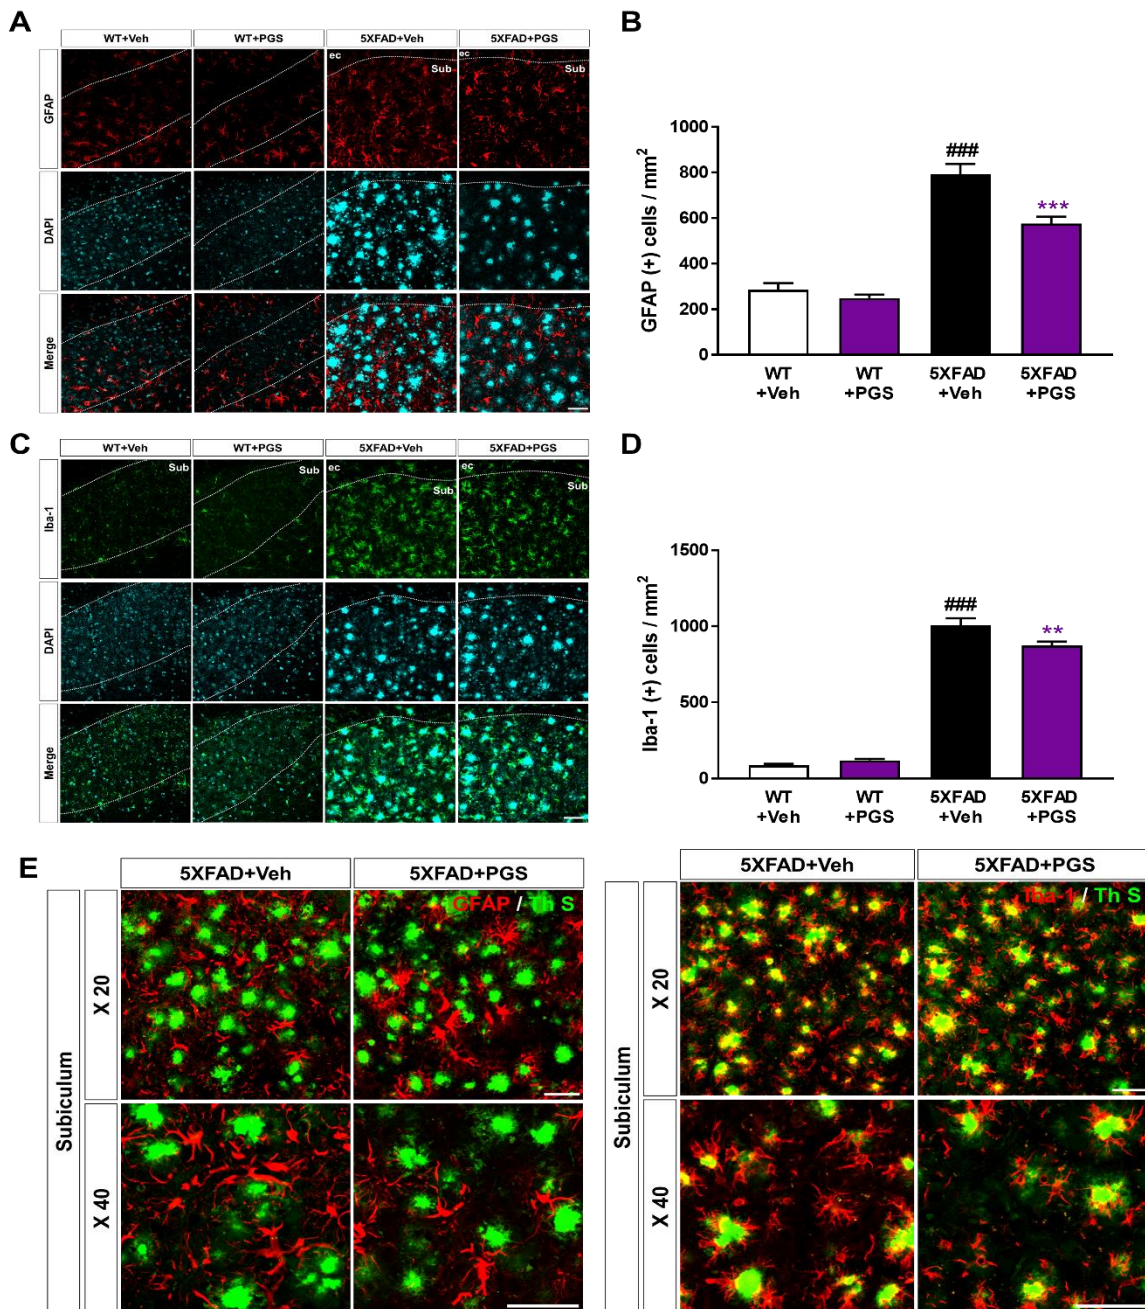 A
WT+Veh
WT+PGS
5XFAD+Veh
5XFAD+PGS
GFAP
ec
Sub
ec
Sub
DAPI
Merge
B
GFAP (+) cells / mm²
1000
800
600
400
200
0
###
***
WT
+Veh
WT
+PGS
5XFAD
+Veh
5XFAD
+PGS
C
WT+Veh
WT+PGS
5XFAD+Veh
5XFAD+PGS
Iba-1
Sub
Sub
ec
Sub
ec
Sub
DAPI
Merge
D
Iba-1 (+) cells / mm²
1500
1000
500
0
###
**
WT
+Veh
WT
+PGS
5XFAD
+Veh
5XFAD
+PGS
E
5XFAD+Veh
5XFAD+PGS
Subiculum
X 20
GFAP / Th S
X 40
5XFAD+Veh
5XFAD+PGS
Subiculum
X 20
Iba-1 / Th S
X 40